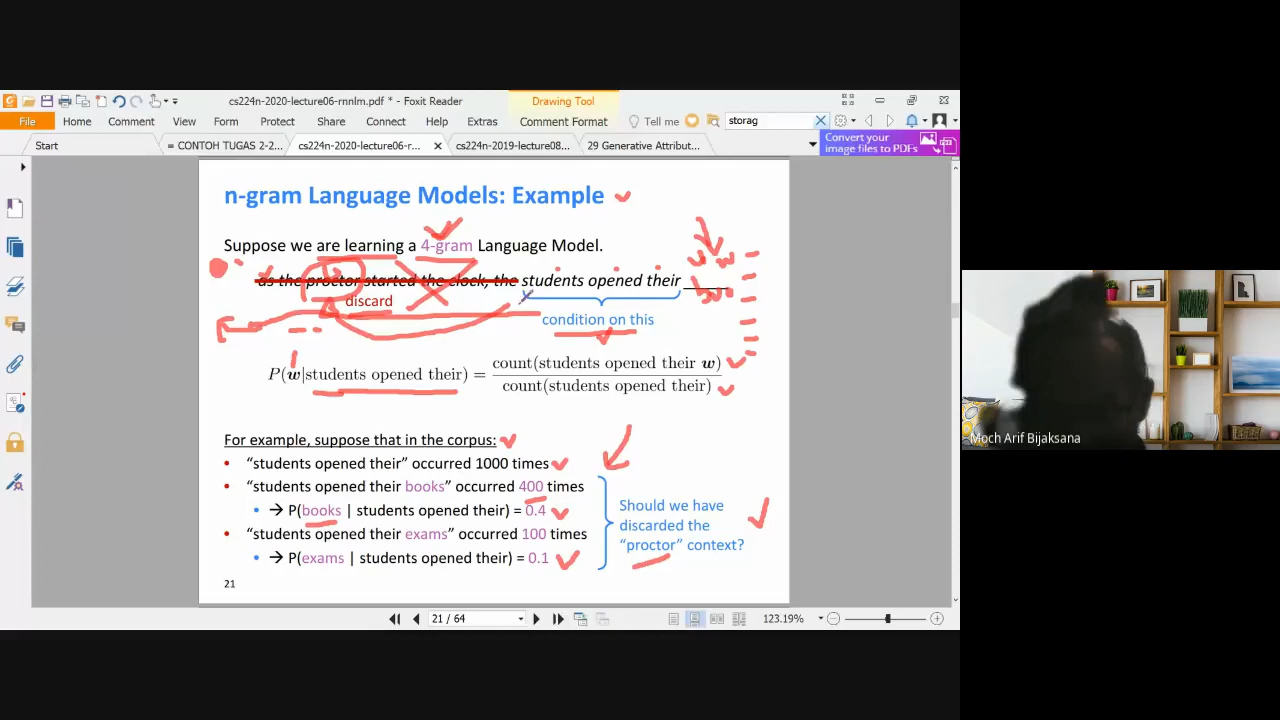 cs224n-2020-lecture06-rnnlm.pdf * - Foxit Reader
Drawing Tool
File Home Comment View Form Protect Share Connect Help Extras Comment Format Tell me storag
Start = CONTOH TUGAS 2-2... cs224n-2020-lecture06-r... cs224n-2019-lecture08... 29 Generative Attribut...
Convert your
image files to PDFs
n-gram Language Models: Example
Suppose we are learning a 4-gram Language Model.
as the proctor started the clock, the students opened their
discard
condition on this
P(w|students opened their) = count(students opened their w)
count(students opened their)
For example, suppose that in the corpus:
• “students opened their” occurred 1000 times
• “students opened their books” occurred 400 times
• → P(books | students opened their) = 0.4
• “students opened their exams” occurred 100 times
• → P(exams | students opened their) = 0.1
Should we have
discarded the
“proctor” context?
21
21 / 64
123.19%
Moch Arif Bijaksana